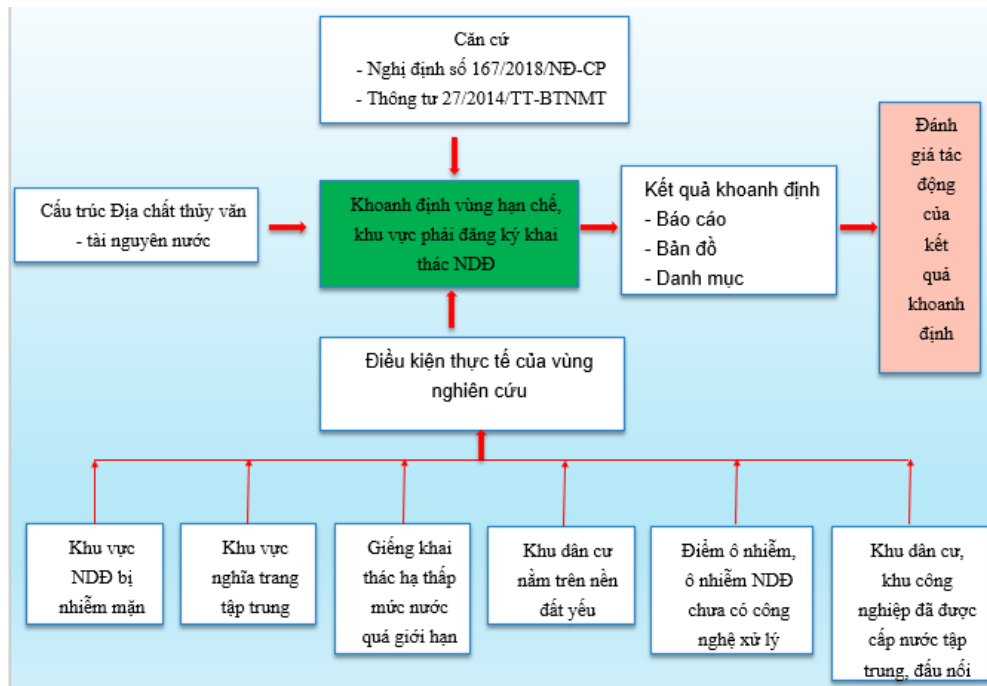 Căn cứ
- Nghị định số 167/2018/NĐ-CP
- Thông tư 27/2014/TT-BTNMT
Cấu trúc Địa chất thủy văn
- tài nguyên nước
Khoanh định vùng hạn chế,
khu vực phải đăng ký khai
thác NDĐ
Kết quả khoanh định
- Báo cáo
- Bản đồ
- Danh mục
Đánh
giá tác
động
của
kết
quả
khoanh
định
Điều kiện thực tế của vùng
nghiên cứu
Khu vực
NDĐ bị
nhiễm mặn
Khu vực
nghĩa trang
tập trung
Giếng khai
thác hạ thấp
mức nước
quá giới hạn
Khu dân cư
nằm trên nền
đất yếu
Điểm ô nhiễm,
ô nhiễm NDĐ
chưa có công
nghệ xử lý
Khu dân cư,
khu công
nghiệp đã được
cấp nước tập
trung, đấu nối